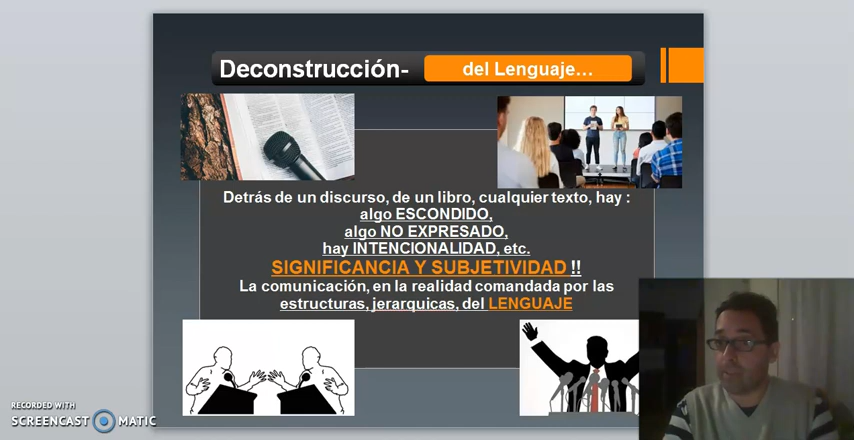 Deconstrucción- del Lenguaje...
Detrás de un discurso, de un libro, cualquier texto, hay :
algo ESCONDIDO,
algo NO EXPRESADO,
hay INTENCIONALIDAD, etc.
SIGNIFICANCIA Y SUBJETIVIDAD !!
La comunicación, en la realidad comandada por las
estructuras, jerarquicas, del LENGUAJE
RECORDED WITH
SCREENCAST MATIC